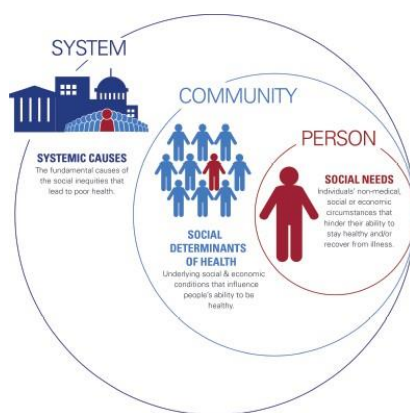 SYSTEM
COMMUNITY
PERSON
SYSTEMIC CAUSES
The fundamental causes of
the social inequities that
lead to poor health.
SOCIAL
DETERMINANTS
OF HEALTH
Underlying social & economic
conditions that influence
people's ability to be
healthy.
SOCIAL NEEDS
Individuals' non-medical,
social or economic
circumstances that
hinder their ability to
stay healthy and/or
recover from illness.